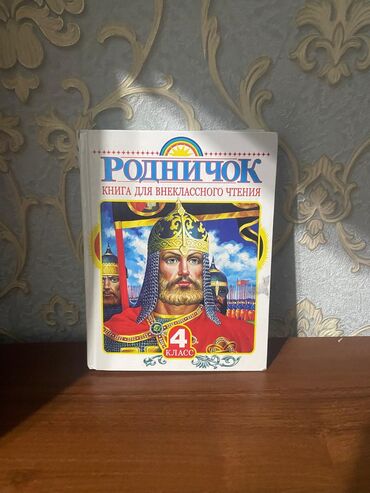 РОДНИЧОК
КНИГА ДЛЯ ВНЕКЛАССНОГО ЧТЕНИЯ
4
КЛАСС